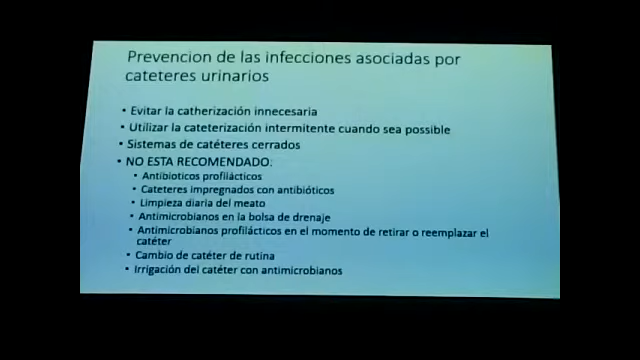 Prevencion de las infecciones asociadas por
cateteres urinarios
• Evitar la catherización innecesaria
• Utilizar la cateterización intermitente cuando sea possible
• Sistemas de catéteres cerrados
• NO ESTA RECOMENDADO:
• Antibioticos profilácticos
• Cateteres impregnados con antibióticos
• Limpieza diaria del meato
• Antimicrobianos en la bolsa de drenaje
• Antimicrobianos profilácticos en el momento de retirar o reemplazar el
catéter
• Cambio de catéter de rutina
• Irrigación del catéter con antimicrobianos